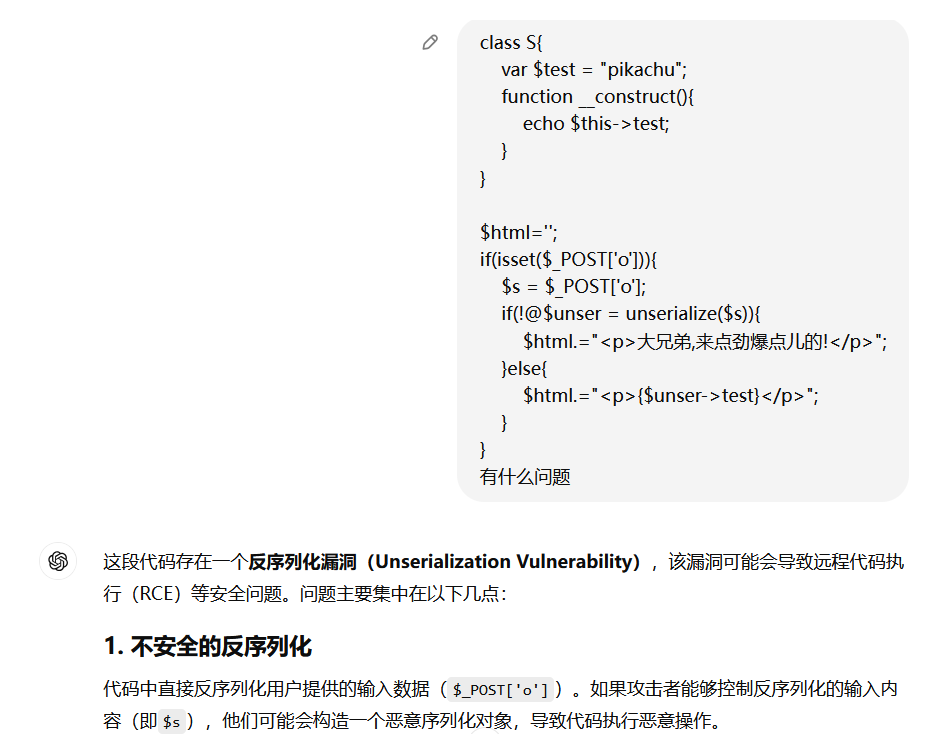 class S{
var $test = "pikachu";
function __construct(){
echo $this->test;
}
}
$html='';
if(isset($_POST['o'])){
$s = $_POST['o'];
if(!@$unser = unserialize($s)){
$html.="<p>大兄弟,来点劲爆点儿的!</p>";
}else{
$html.="<p>{$unser->test}</p>";
}
}
有什么问题
这段代码存在一个反序列化漏洞（Unserialization Vulnerability），该漏洞可能会导致远程代码执
行（RCE）等安全问题。问题主要集中在以下几点：
1. 不安全的反序列化
代码中直接反序列化用户提供的输入数据（$_POST['o']）。如果攻击者能够控制反序列化的输入内
容（即 $s），他们可能会构造一个恶意序列化对象，导致代码执行恶意操作。